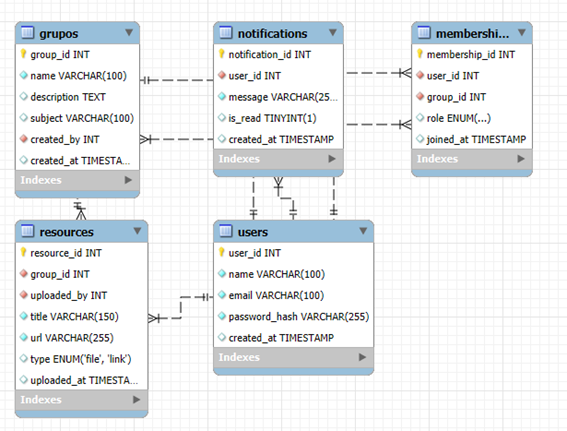 grupos
group_id INT
name VARCHAR(100)
description TEXT
subject VARCHAR(100)
created_by INT
created_at TIMESTA...
Indexes
notifications
notification_id INT
user_id INT
message VARCHAR(25...
is_read TINYINT(1)
created_at TIMESTAMP
Indexes
membershi...
membership_id INT
user_id INT
group_id INT
role ENUM(...)
joined_at TIMESTAMP
Indexes
resources
resource_id INT
group_id INT
uploaded_by INT
title VARCHAR(150)
url VARCHAR(255)
type ENUM('file', 'link')
uploaded_at TIMESTA...
Indexes
users
user_id INT
name VARCHAR(100)
email VARCHAR(100)
password_hash VARCHAR(255)
created_at TIMESTAMP
Indexes